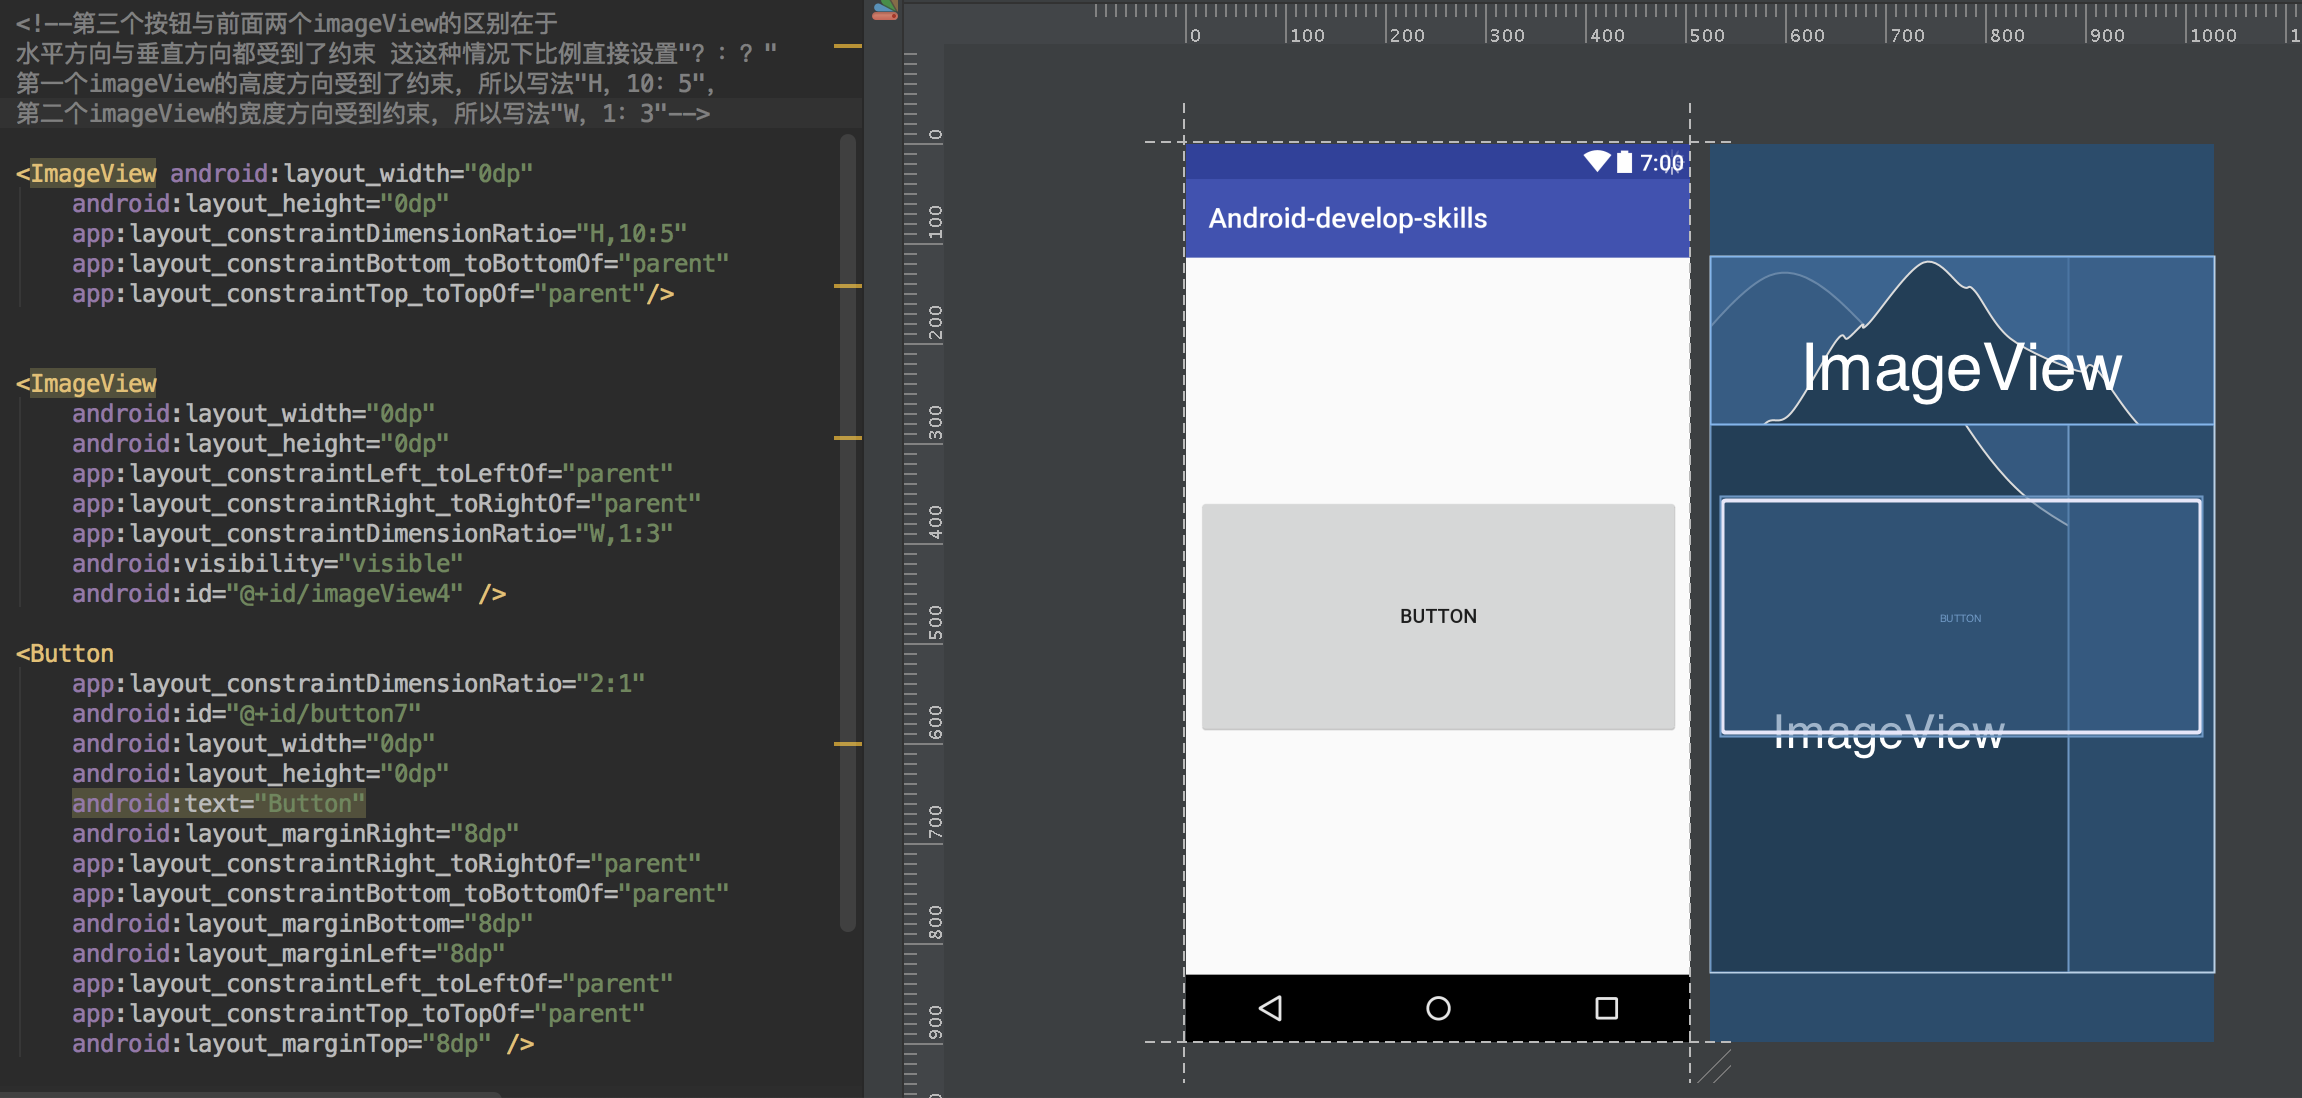 <!--第三个按钮与前面两个imageView的区别在于
水平方向与垂直方向都受到了约束 这这种情况下比例直接设置"? : ? "
第一个imageView的高度方向受到了约束，所以写法"H，10：5"，
第二个imageView的宽度方向受到约束，所以写法"W，1：3"-->
<ImageView android:layout_width="0dp"
android:layout_height="0dp"
app:layout_constraintDimensionRatio="H,10:5"
app:layout_constraintBottom_toBottomOf="parent"
app:layout_constraintTop_toTopOf="parent"/>
<ImageView
android:layout_width="0dp"
android:layout_height="0dp"
app:layout_constraintLeft_toLeftOf="parent"
app:layout_constraintRight_toRightOf="parent"
app:layout_constraintDimensionRatio="W,1:3"
android:visibility="visible"
android:id="@+id/imageView4" />
<Button
app:layout_constraintDimensionRatio="2:1"
android:id="@+id/button7"
android:layout_width="0dp"
android:layout_height="0dp"
android:text="Button"
android:layout_marginRight="8dp"
app:layout_constraintRight_toRightOf="parent"
app:layout_constraintBottom_toBottomOf="parent"
android:layout_marginBottom="8dp"
android:layout_marginLeft="8dp"
app:layout_constraintLeft_toLeftOf="parent"
app:layout_constraintTop_toTopOf="parent"
android:layout_marginTop="8dp" />
0 100 200 300 400 500 600 700 800 900 1000
0
100
200
300
400
500
600
700
800
900
7:00
Android-develop-skills
BUTTON
ImageView
BUTTON
ImageView